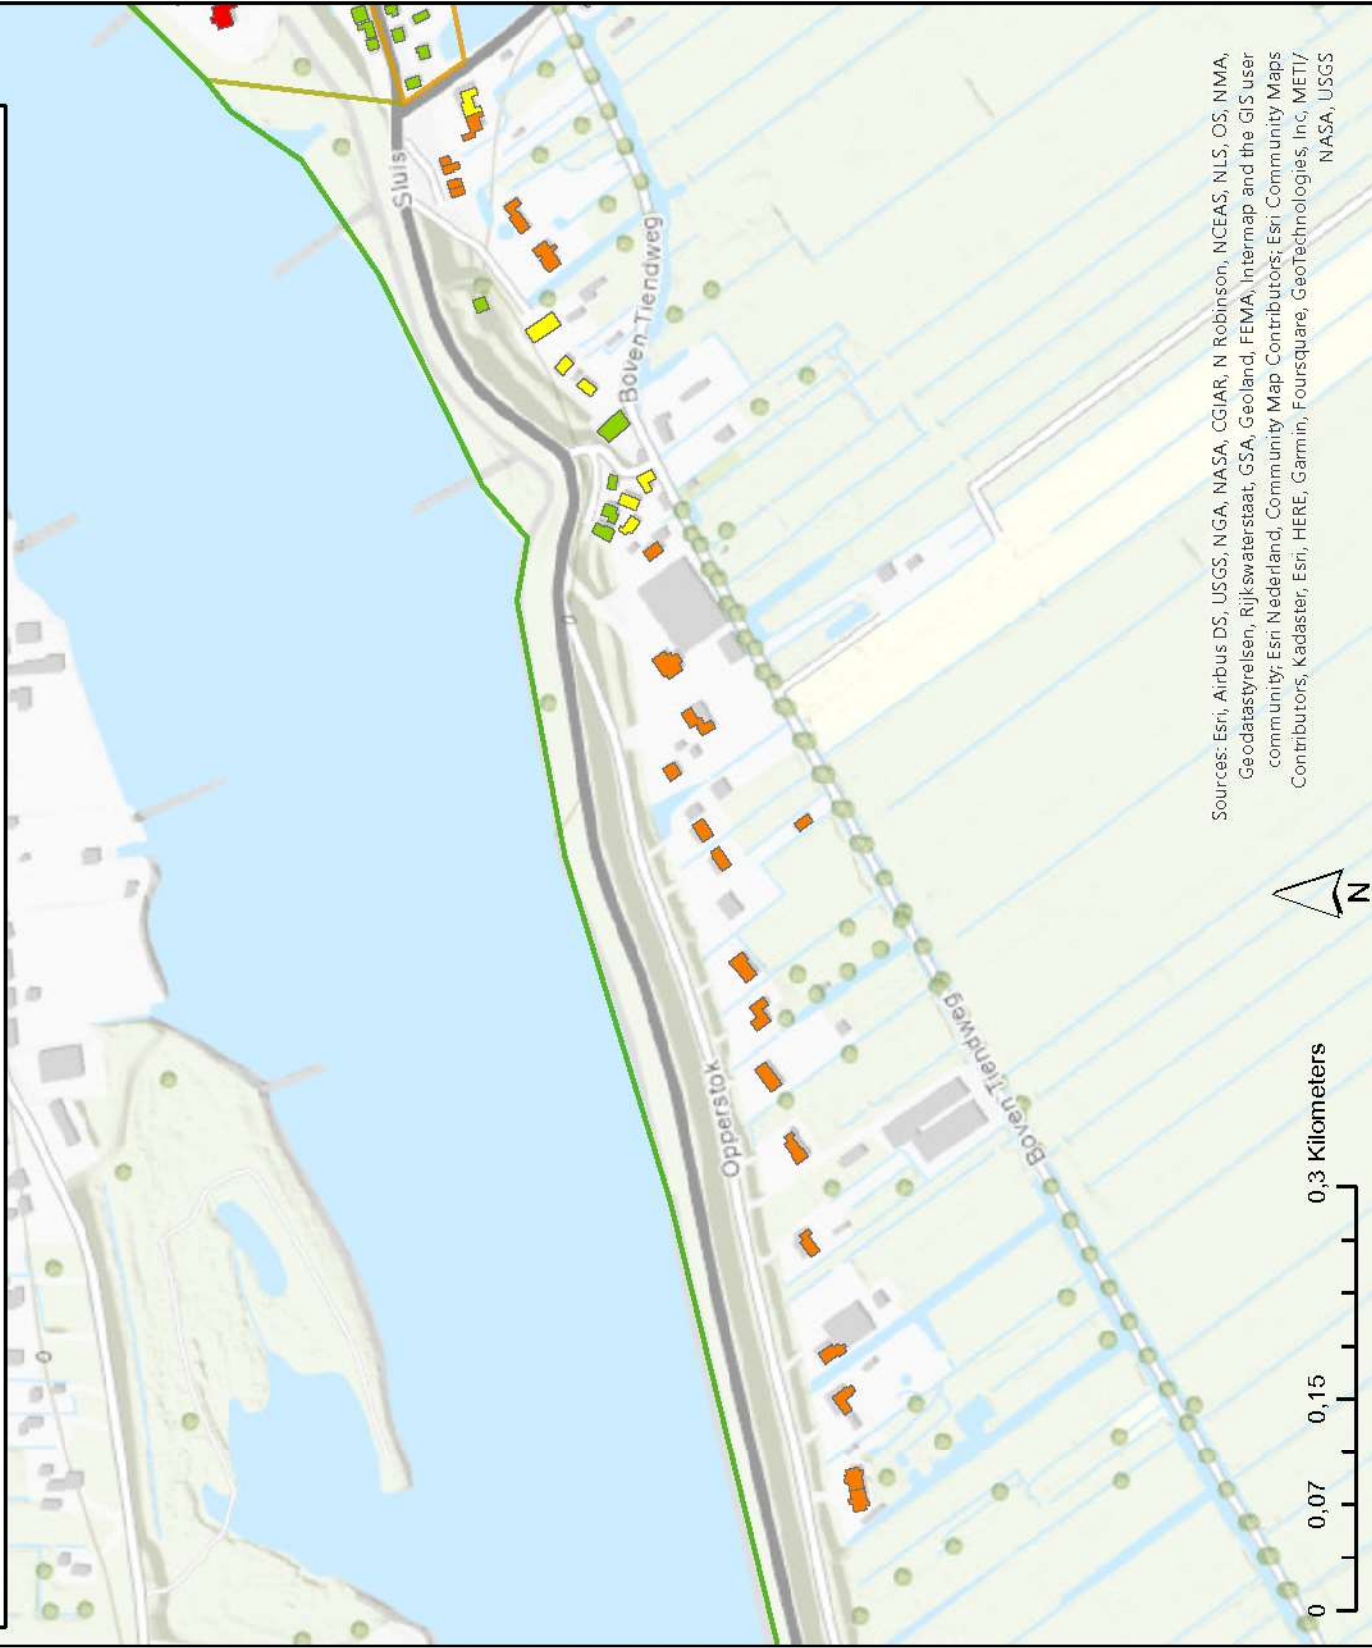 Sluis
Boven Tiendweg
Opperstok
Boven Tiendweg
Sources: Esri, Airbus DS, USGS, NGA, NASA, CGIAR, N Robinson, NCEAS, NLS, OS, NMA,
Geodatastyrelsen, Rijkswaterstaat, GSA, Geoland, FEMA, Intermap and the GIS user
community; Esri Nederland, Community Map Contributors; Esri Community Maps
Contributors, Kadaster, Esri, HERE, Garmin, Foursquare, GeoTechnologies, Inc, METI/
NASA, USGS
N
0 0,07 0,15 0,3 Kilometers